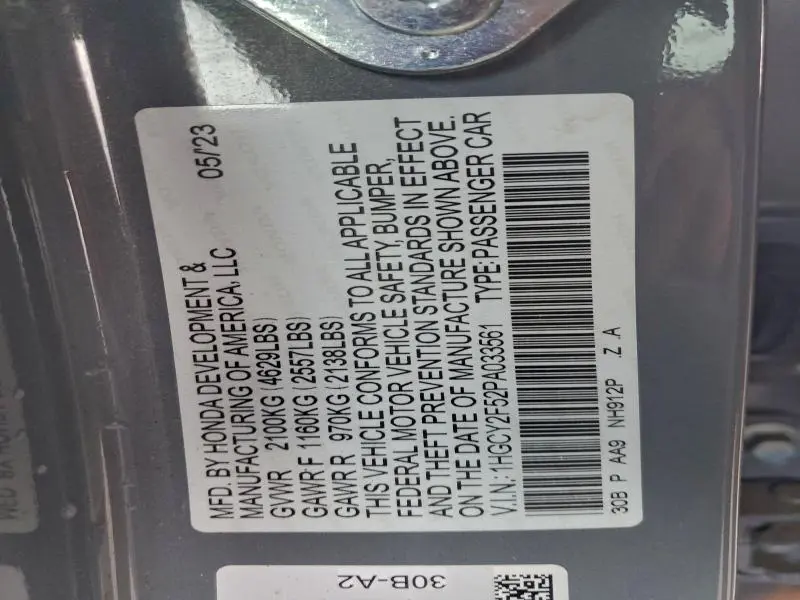 MFD. BY HONDA DEVELOPMENT & 05/23
MANUFACTURING OF AMERICA, LLC
GVWR 2100KG (4629LBS)
GAWR F 1160KG (2557LBS)
GAWR R 970KG (2138LBS)
THIS VEHICLE CONFORMS TO ALL APPLICABLE
FEDERAL MOTOR VEHICLE SAFETY, BUMPER,
AND THEFT PREVENTION STANDARDS IN EFFECT
ON THE DATE OF MANUFACTURE SHOWN ABOVE.
V.I.N.: 1HGCY2F52PA033561 TYPE: PASSENGER CAR
30B P AA9 NH912P .Z .A
30B-A2